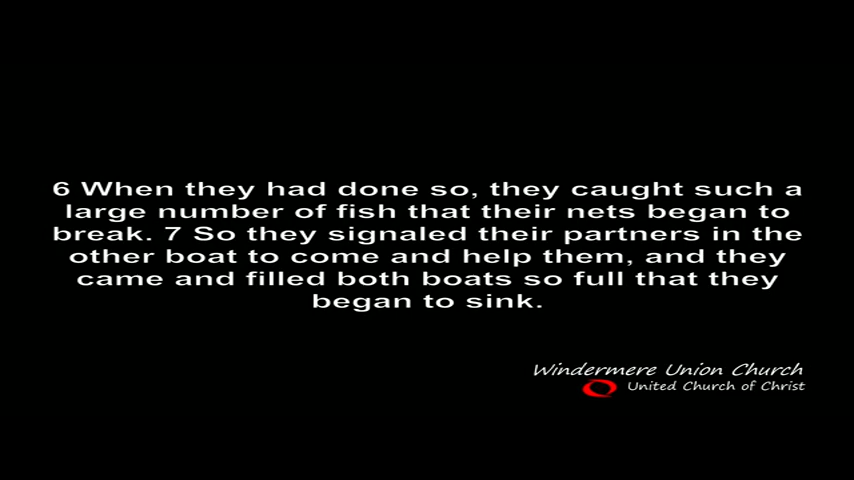 6 When they had done so, they caught such a
large number of fish that their nets began to
break. 7 So they signaled their partners in the
other boat to come and help them, and they
came and filled both boats so full that they
began to sink.
Windermere Union Church
United Church of Christ